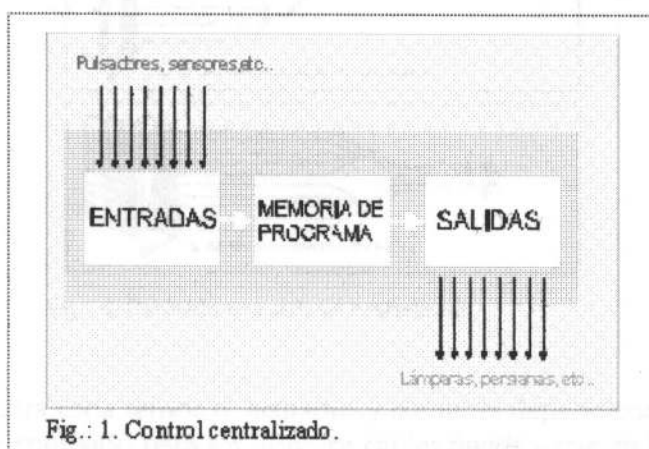 Pulsadores, sensores,etc..
ENTRADAS
MEMORIA DE
PROGRAMA
SALIDAS
Lámparas, persianas, etc...
Fig.: 1. Control centralizado.